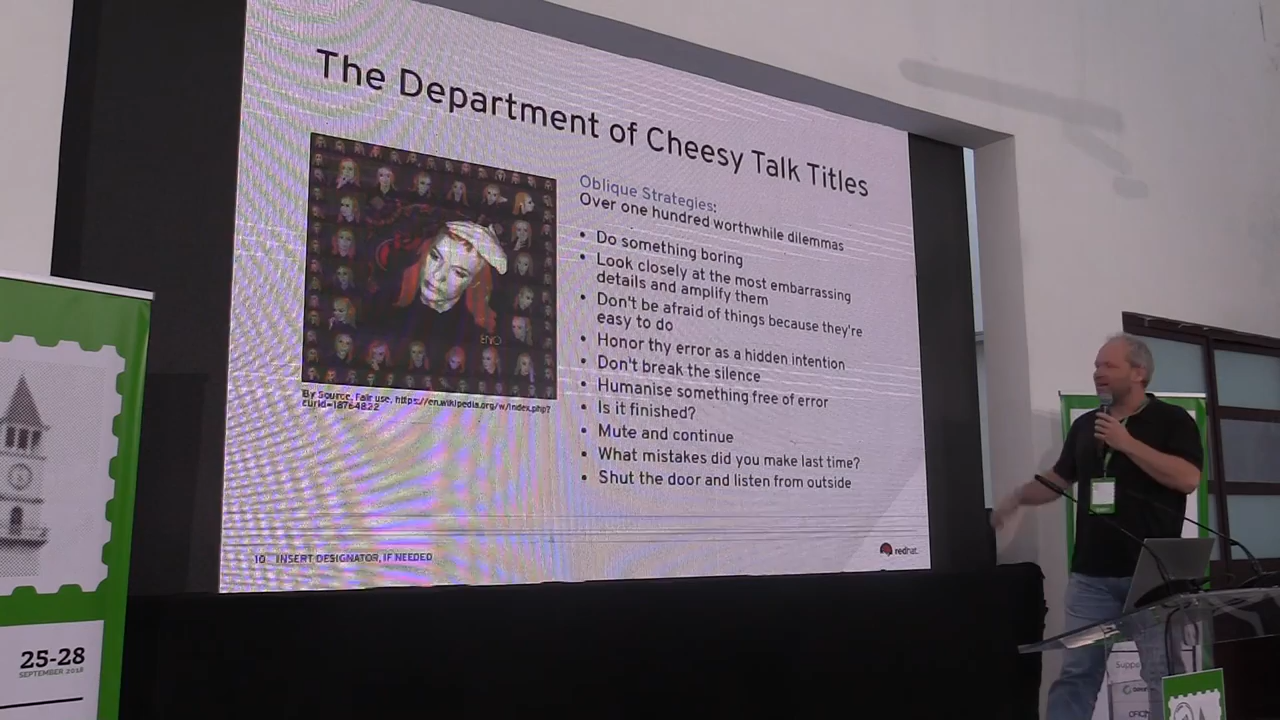 The Department of Cheesy Talk Titles
ENO
By Source, Fair use, https://en.wikipedia.org/w/index.php?
curid=18764822
Oblique Strategies:
Over one hundred worthwhile dilemmas
• Do something boring
• Look closely at the most embarrassing
details and amplify them
• Don't be afraid of things because they're
easy to do
• Honor thy error as a hidden intention
• Don't break the silence
• Humanise something free of error
• Is it finished?
• Mute and continue
• What mistakes did you make last time?
• Shut the door and listen from outside
10 INSERT DESIGNATOR, IF NEEDED
redhat.
25-28
SEPTEMBER 2018